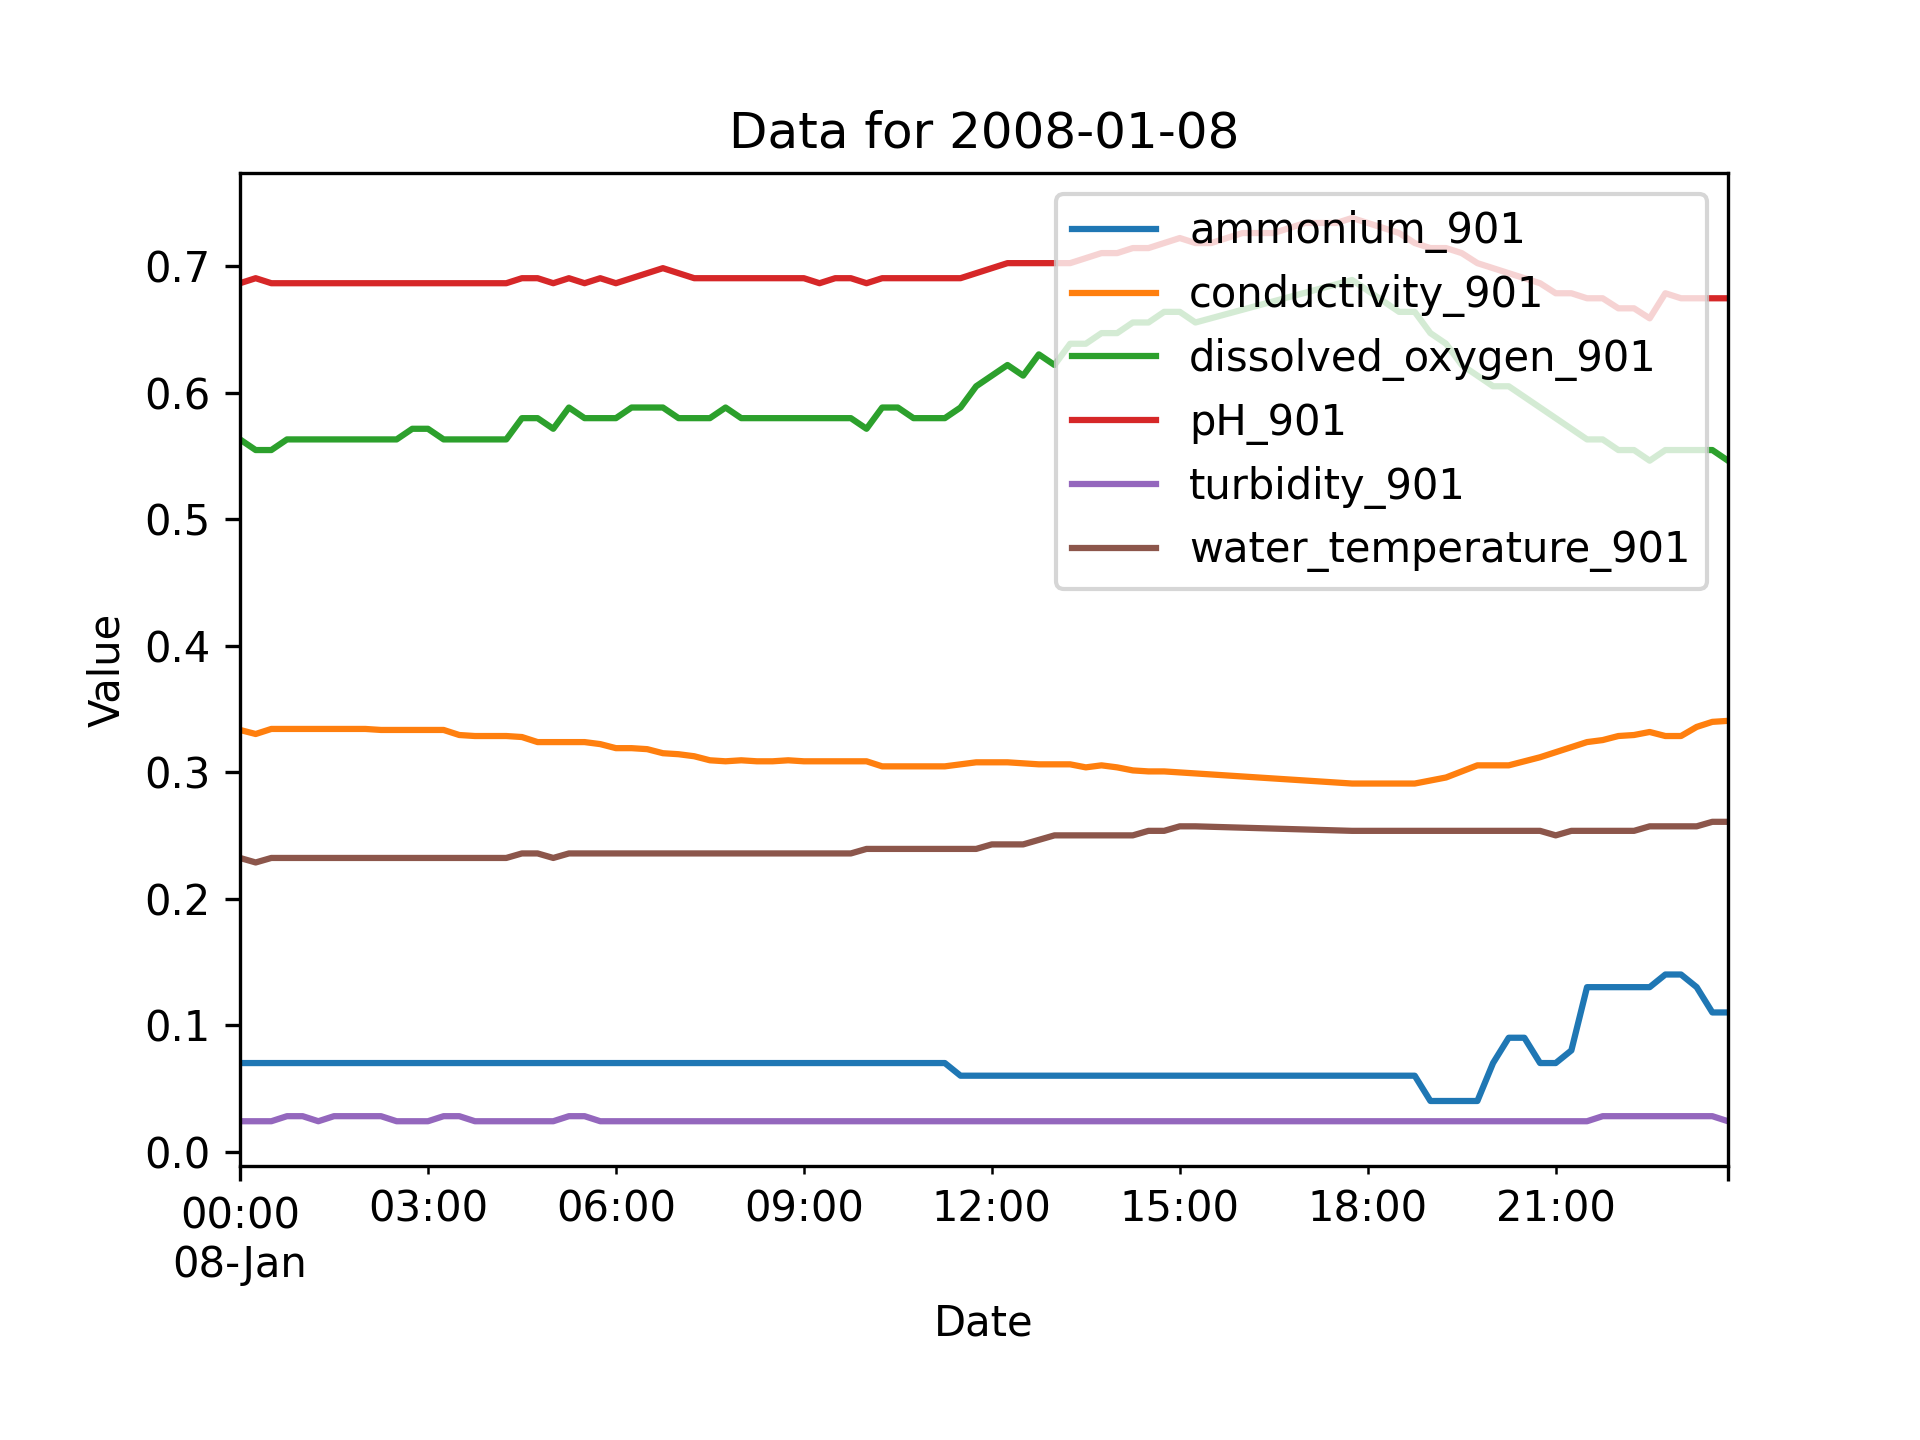 Data for 2008-01-08
ammonium_901
conductivity_901
dissolved_oxygen_901
pH_901
turbidity_901
water_temperature_901
Value
0.7
0.6
0.5
0.4
0.3
0.2
0.1
0.0
00:00 03:00 06:00 09:00 12:00 15:00 18:00 21:00
08-Jan
Date